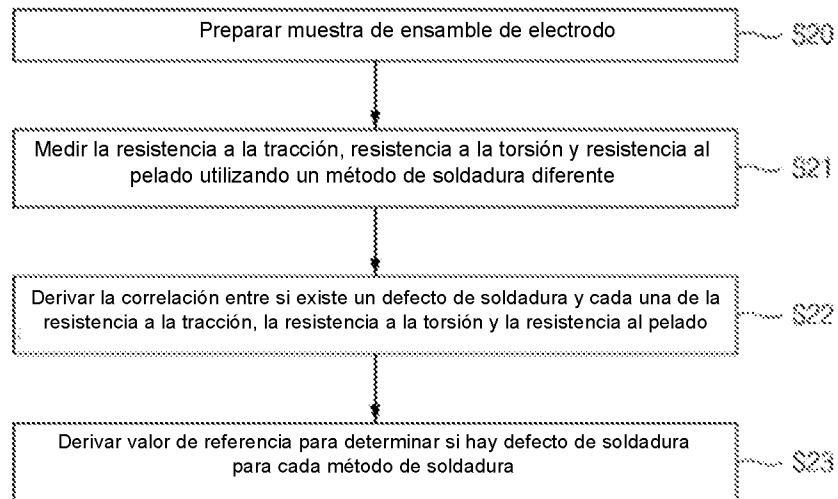 Preparar muestra de ensamble de electrodo
S20
Medir la resistencia a la tracción, resistencia a la torsión y resistencia al
pelado utilizando un método de soldadura diferente
S21
Derivar la correlación entre si existe un defecto de soldadura y cada una de la
resistencia a la tracción, la resistencia a la torsión y la resistencia al pelado
S22
Derivar valor de referencia para determinar si hay defecto de soldadura
para cada método de soldadura
S23